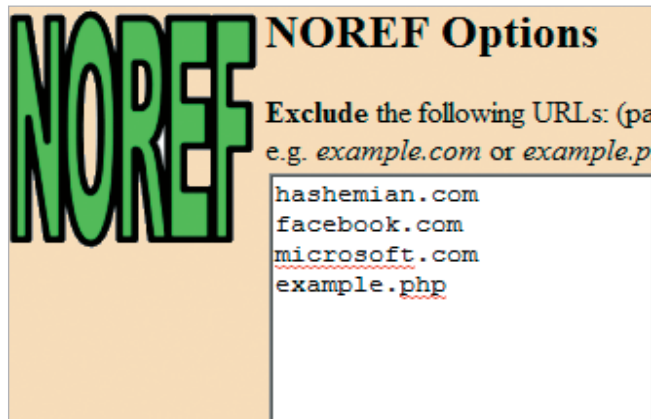 NOREF
NOREF Options
Exclude the following URLs: (pa
e.g. example.com or example.p
hashemian.com
facebook.com
microsoft.com
example.php